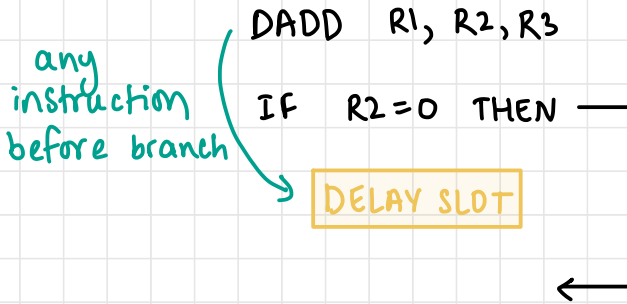 DADD R1, R2, R3
any
instruction
before branch
IF R2=0 THEN
DELAY SLOT